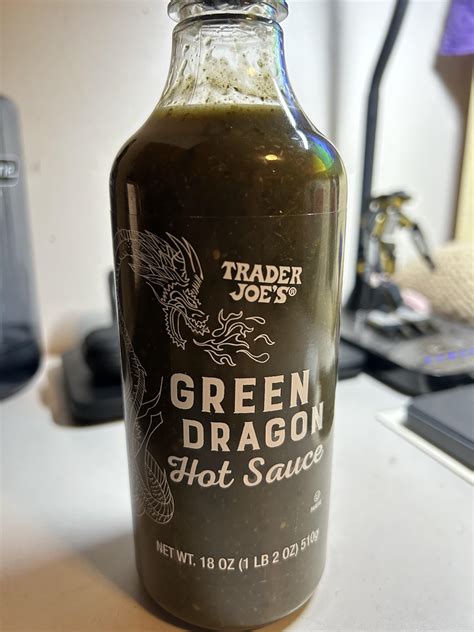 TRADER
JOE'S®
GREEN
DRAGON
Hot Sauce
NET WT. 18 OZ (1 LB 2 OZ) 510g